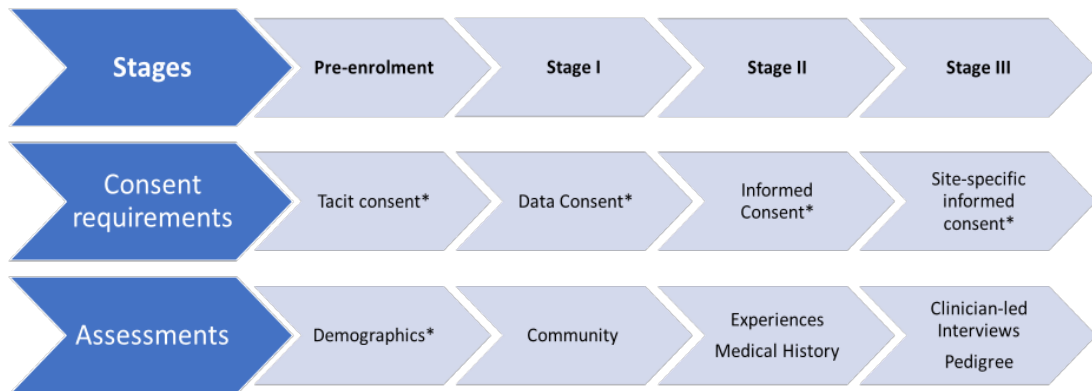 Stages
Pre-enrolment
Stage I
Stage II
Stage III
Consent
requirements
Tacit consent*
Data Consent*
Informed
Consent*
Site-specific
informed
consent*
Assessments
Demographics*
Community
Experiences
Medical History
Clinician-led
Interviews
Pedigree